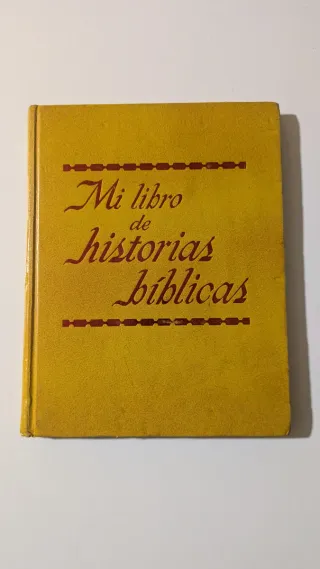 Mi libro
de
historias
bíblicas